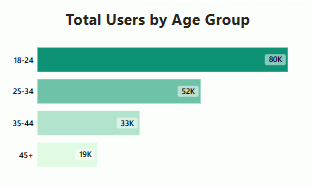 Total Users by Age Group
18-24 80K
25-34 52K
35-44 33K
45+ 19K